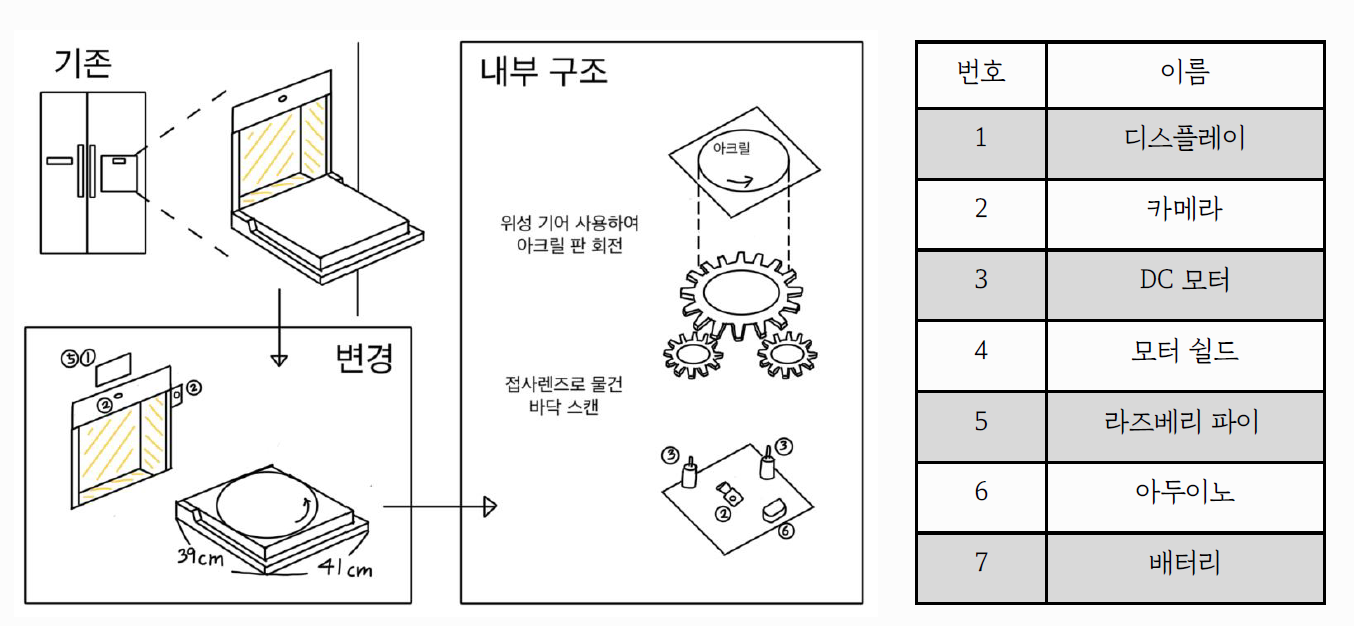 기존
내부 구조
아크릴
위성 기어 사용하여
아크릴 판 회전
변경
⑤①
②
②
39cm
41cm
접사렌즈로 물건
바닥 스캔
③
③
②
⑥
번호 이름
1 디스플레이
2 카메라
3 DC 모터
4 모터 쉴드
5 라즈베리 파이
6 아두이노
7 배터리